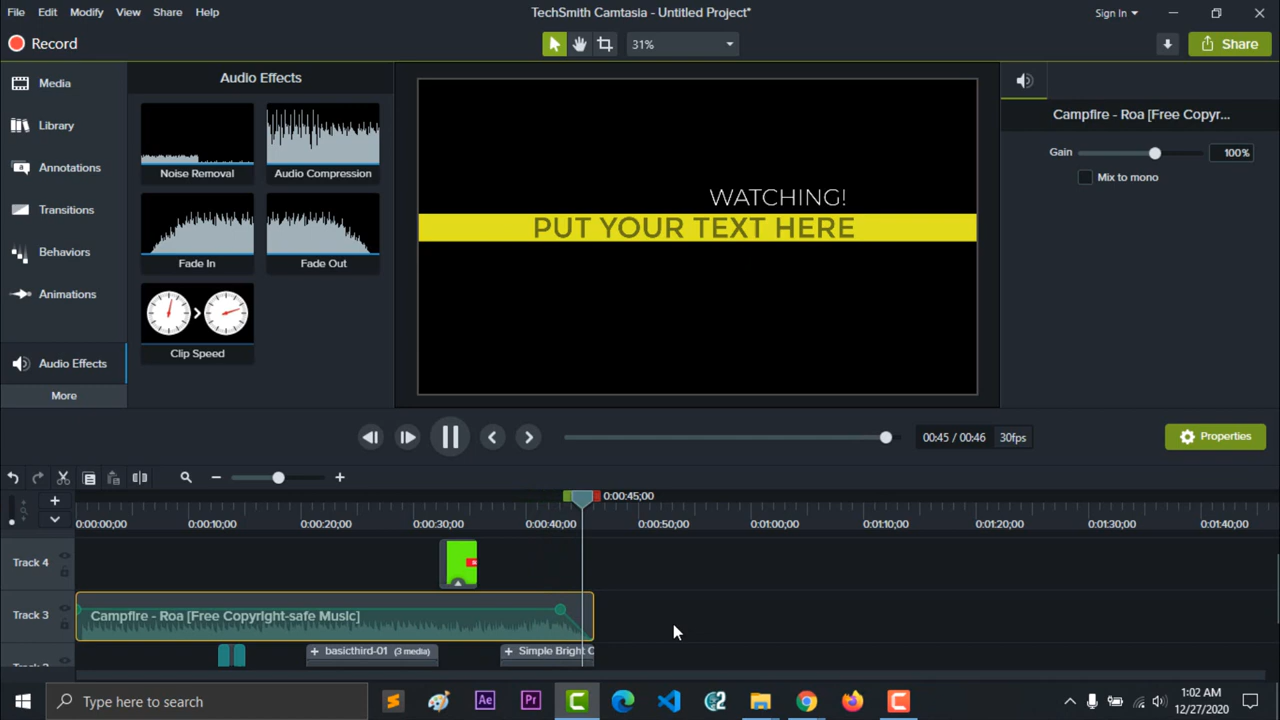 File Edit Modify View Share Help
TechSmith Camtasia - Untitled Project*
Sign In
Record
31%
Share
Media
Library
Annotations
Transitions
Behaviors
Animations
Audio Effects
More
Audio Effects
Noise Removal
Audio Compression
Fade In
Fade Out
Clip Speed
WATCHING!
PUT YOUR TEXT HERE
Campfire - Roa [Free Copyr...
Gain
100%
Mix to mono
00:45 / 00:46
30fps
Properties
0:00:45;00
0:00:00;00 0:00:10;00 0:00:20;00 0:00:30;00 0:00:40;00 0:00:50;00 0:01:00;00 0:01:10;00 0:01:20;00 0:01:30;00 0:01:40;00
Track 4
Track 3
Campfire - Roa [Free Copyright-safe Music]
+ basicthird-01 (3 media)
+ Simple Bright C
Type here to search
Ae
Pr
1:02 AM
12/27/2020